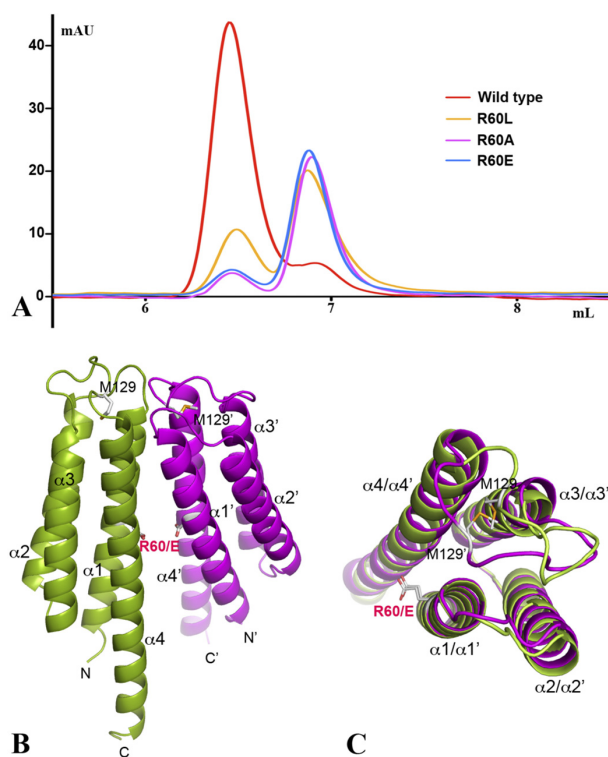 mAU
40
30
20
10
0
Wild type
R60L
R60A
R60E
A
6
7
8
mL
M129
M129'
α3
α3'
α2
α1
α1'
α2'
R60/E
α4'
α4
N
N'
C'
C
B
α4/α4'
M129
α3/α3'
M129'
R60/E
α1/α1'
α2/α2'
C